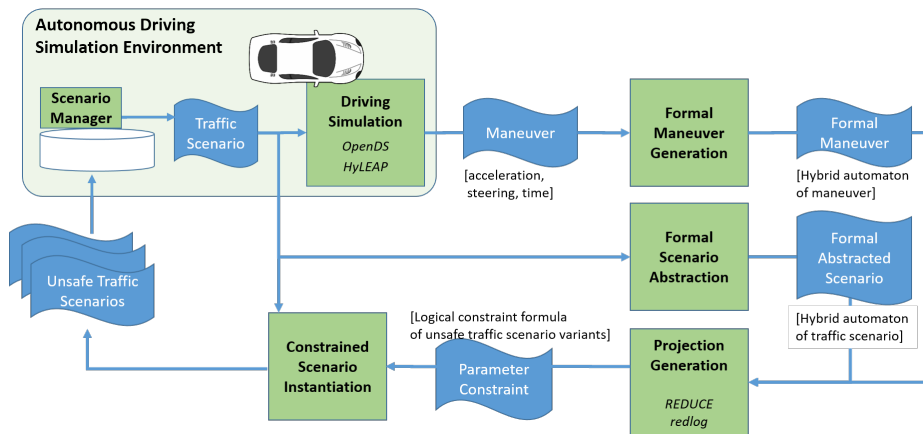 Autonomous Driving
Simulation Environment
Scenario
Manager
Traffic
Scenario
Driving
Simulation
OpenDS
HyLEAP
Maneuver
[acceleration,
steering, time]
Formal
Maneuver
Generation
Formal
Maneuver
[Hybrid automaton
of maneuver]
Unsafe Traffic
Scenarios
Formal
Scenario
Abstraction
Formal
Abstracted
Scenario
[Hybrid automaton
of traffic scenario]
Constrained
Scenario
Instantiation
[Logical constraint formula
of unsafe traffic scenario variants]
Parameter
Constraint
Projection
Generation
REDUCE
redlog